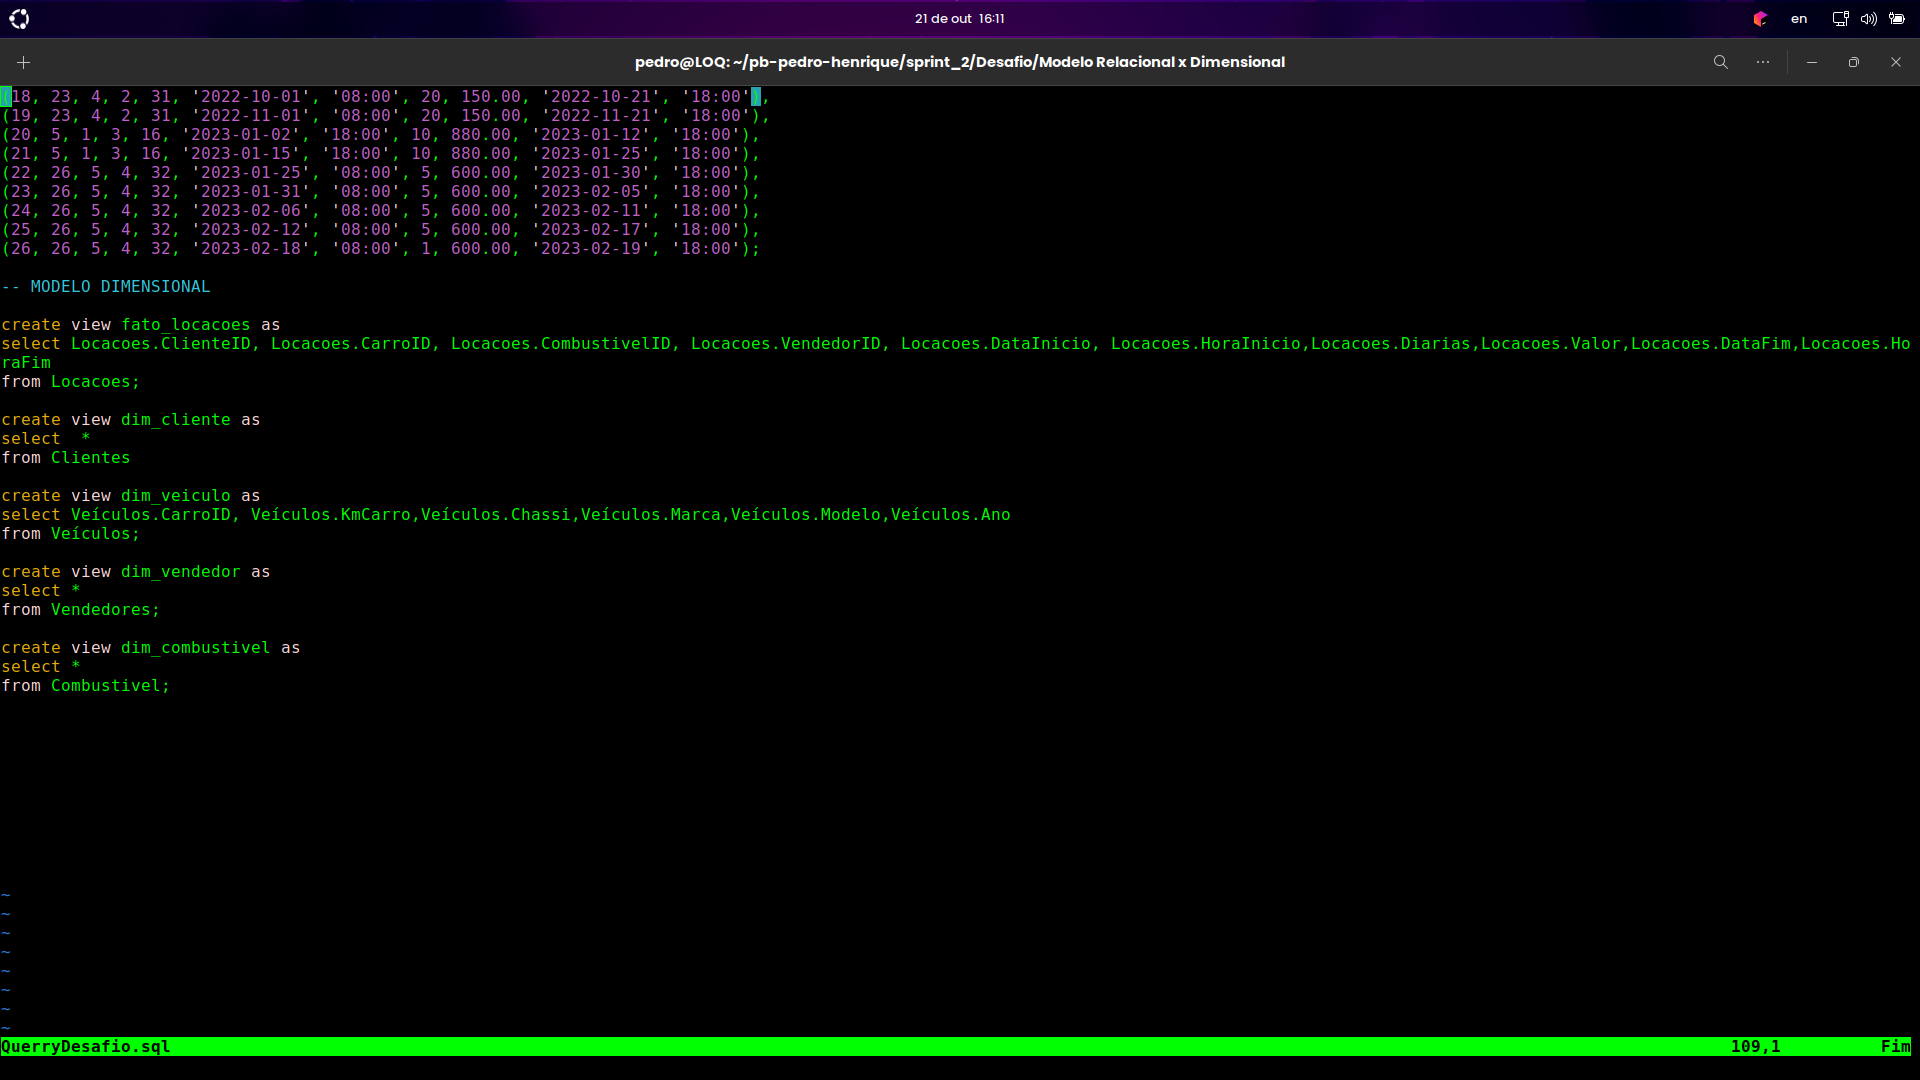 21 de out 16:11
en
pedro@LOQ: ~/pb-pedro-henrique/sprint_2/Desafio/Modelo Relacional x Dimensional
(18, 23, 4, 2, 31, '2022-10-01', '08:00', 20, 150.00, '2022-10-21', '18:00'),
(19, 23, 4, 2, 31, '2022-11-01', '08:00', 20, 150.00, '2022-11-21', '18:00'),
(20, 5, 1, 3, 16, '2023-01-02', '18:00', 10, 880.00, '2023-01-12', '18:00'),
(21, 5, 1, 3, 16, '2023-01-15', '18:00', 10, 880.00, '2023-01-25', '18:00'),
(22, 26, 5, 4, 32, '2023-01-25', '08:00', 5, 600.00, '2023-01-30', '18:00'),
(23, 26, 5, 4, 32, '2023-01-31', '08:00', 5, 600.00, '2023-02-05', '18:00'),
(24, 26, 5, 4, 32, '2023-02-06', '08:00', 5, 600.00, '2023-02-11', '18:00'),
(25, 26, 5, 4, 32, '2023-02-12', '08:00', 5, 600.00, '2023-02-17', '18:00'),
(26, 26, 5, 4, 32, '2023-02-18', '08:00', 1, 600.00, '2023-02-19', '18:00');
-- MODELO DIMENSIONAL
create view fato_locacoes as
select Locacoes.ClienteID, Locacoes.CarroID, Locacoes.CombustivelID, Locacoes.VendedorID, Locacoes.DataInicio, Locacoes.HoraInicio,Locacoes.Diarias,Locacoes.Valor,Locacoes.DataFim,Locacoes.Ho
raFim
from Locacoes;
create view dim_cliente as
select  *
from Clientes
create view dim_veiculo as
select Veículos.CarroID, Veículos.KmCarro,Veículos.Chassi,Veículos.Marca,Veículos.Modelo,Veículos.Ano
from Veículos;
create view dim_vendedor as
select *
from Vendedores;
create view dim_combustivel as
select *
from Combustivel;
~
~
~
~
~
~
~
~
QuerryDesafio.sql 109,1 Fim